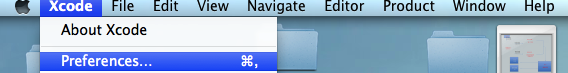 Xcode File Edit View Navigate Editor Product Window Help
About Xcode
Preferences... ⌘,